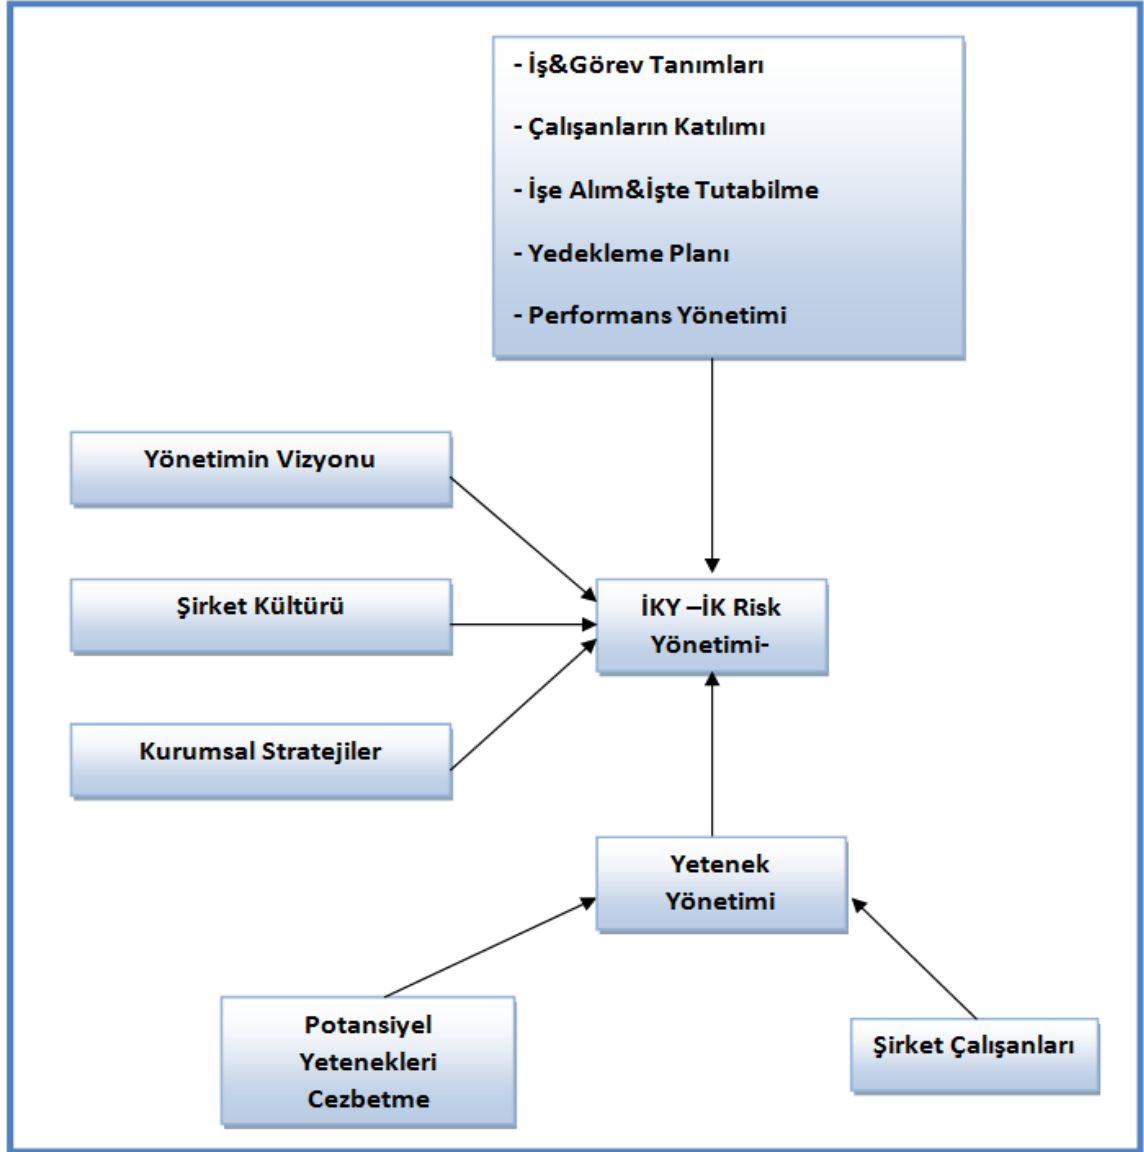 - İş&Görev Tanımları
- Çalışanların Katılımı
- İşe Alım&İşte Tutabilme
- Yedekleme Planı
- Performans Yönetimi
Yönetimin Vizyonu
Şirket Kültürü
İKY –İK Risk
Yönetimi-
Kurumsal Stratejiler
Yetenek
Yönetimi
Potansiyel
Yetenekleri
Cezbetme
Şirket Çalışanları